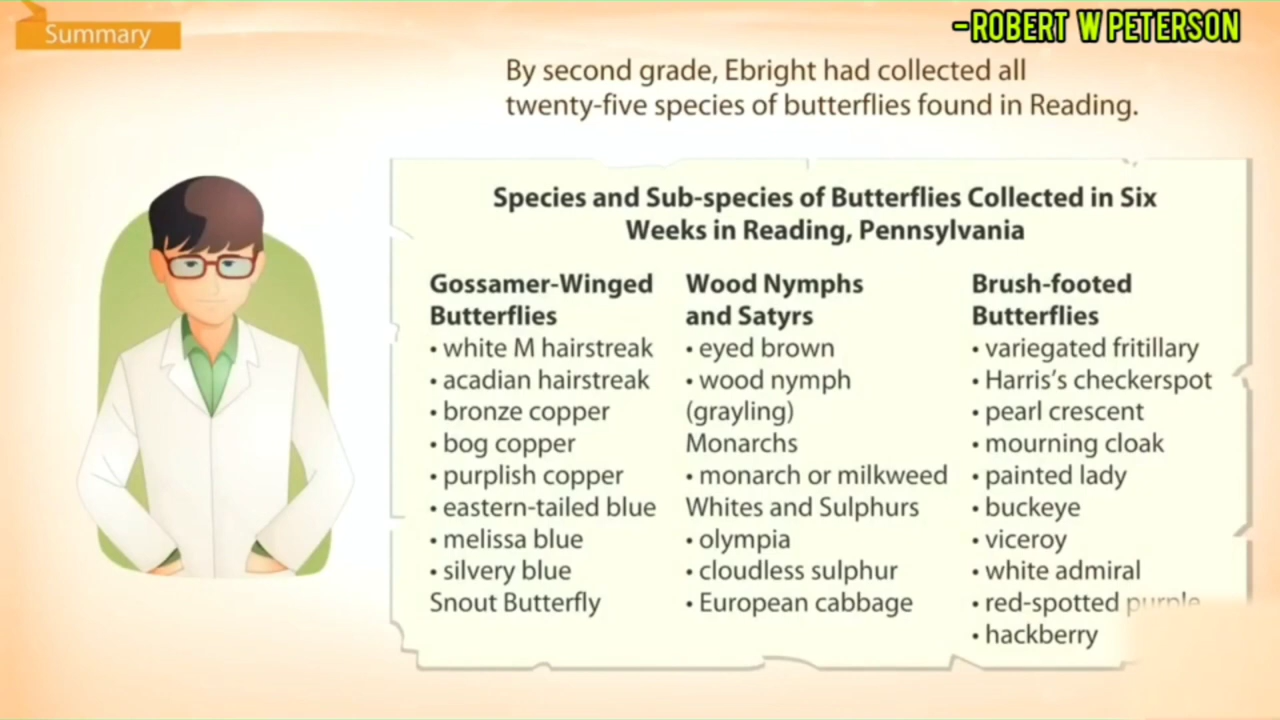 Summary
-ROBERT W PETERSON
By second grade, Ebright had collected all
twenty-five species of butterflies found in Reading.
Species and Sub-species of Butterflies Collected in Six
Weeks in Reading, Pennsylvania
Gossamer-Winged
Butterflies
• white M hairstreak
• acadian hairstreak
• bronze copper
• bog copper
• purplish copper
• eastern-tailed blue
• melissa blue
• silvery blue
Snout Butterfly
Wood Nymphs
and Satyrs
• eyed brown
• wood nymph
(grayling)
Monarchs
• monarch or milkweed
Whites and Sulphurs
• olympia
• cloudless sulphur
• European cabbage
Brush-footed
Butterflies
• variegated fritillary
• Harris's checkerspot
• pearl crescent
• mourning cloak
• painted lady
• buckeye
• viceroy
• white admiral
• red-spotted purple
• hackberry